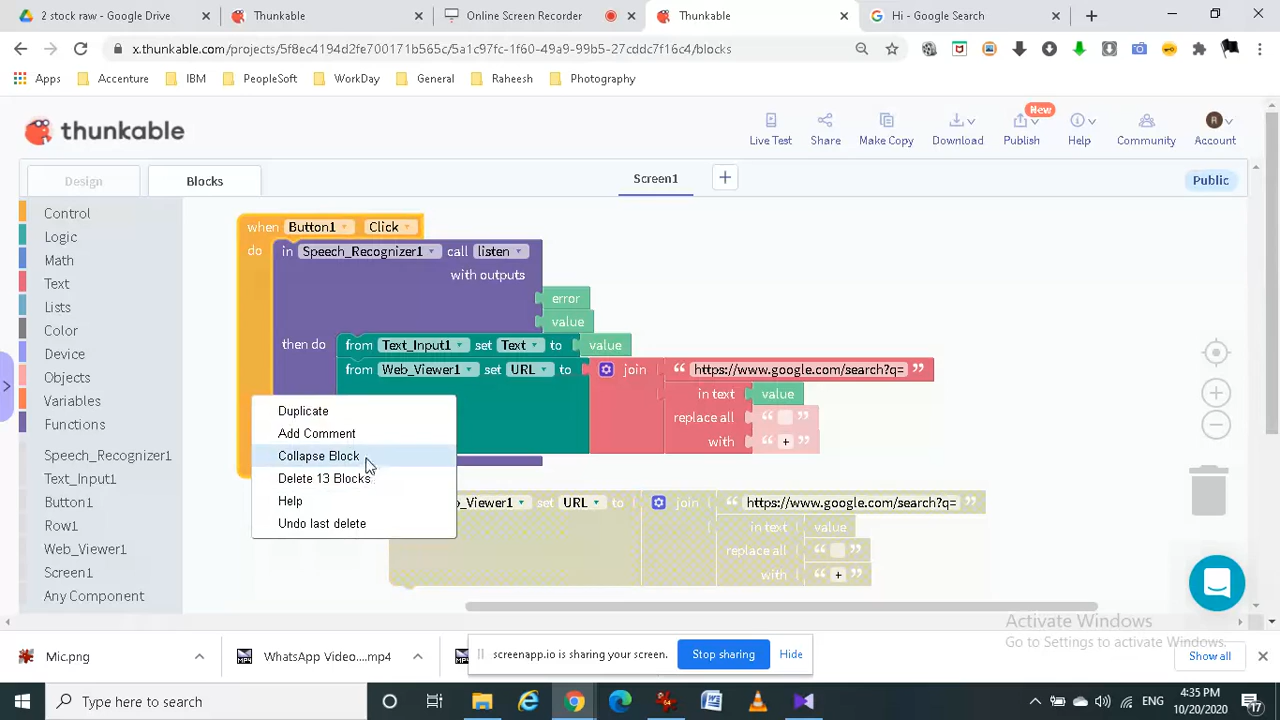 2 stock raw - Google Drive
Thunkable
Online Screen Recorder
Thunkable
Hi - Google Search
x.thunkable.com/projects/5f8ec4194d2fe700171b565c/5a1c97fc-1f60-49a9-99b5-27cddc7f16c4/blocks
Apps
Accenture
IBM
PeopleSoft
WorkDay
General
Raheesh
Photography
thunkable
New
Live Test
Share
Make Copy
Download
Publish
Help
Community
Account
R
Design
Blocks
Screen1
+
Public
Control
Logic
Math
Text
Lists
Color
Device
Objects
Variables
Functions
Speech_Recognizer1
Text_Input1
Button1
Row1
Web_Viewer1
Screen1
Any Component
when Button1 Click
do in Speech_Recognizer1 call listen
with outputs
error
value
then do from Text_Input1 set Text to value
from Web_Viewer1 set URL to join “ https://www.google.com/search?q= ”
in text value
replace all “ ”
with “ + ”
Duplicate
Add Comment
Collapse Block
Delete 13 Blocks
Help
Undo last delete
b_Viewer1 set URL to join “ https://www.google.com/search?q= ”
in text value
replace all “ ”
with “ + ”
Activate Windows
Go to Settings to activate Windows.
Mic.png
WhatsApp Video....mp4
screenapp.io is sharing your screen.
Stop sharing
Hide
Show all
Type here to search
ENG
4:35 PM
10/20/2020
17